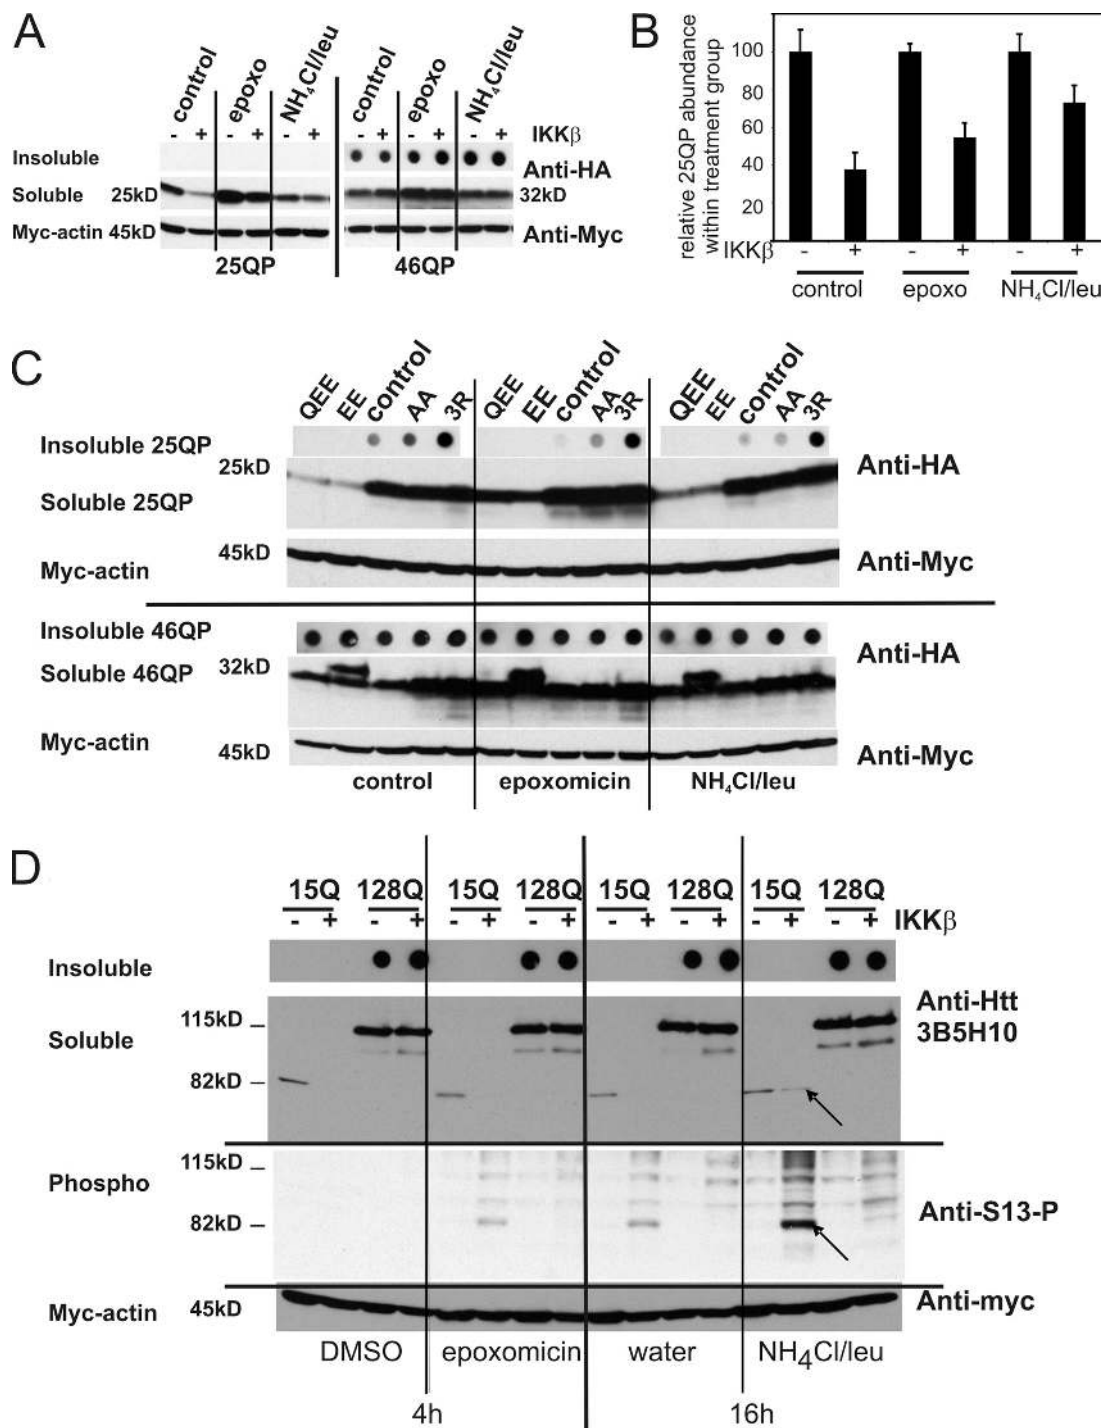 A
control epoxo NH₄Cl/leu control epoxo NH₄Cl/leu
- + - + - + - + - + - + IKKβ
Insoluble Anti-HA
Soluble 25kD 32kD
Myc-actin 45kD Anti-Myc
25QP 46QP
B
relative 25QP abundance
within treatment group
100
80
60
40
20
IKKβ - + - + - +
control epoxo NH₄Cl/leu
C
QEE EE control AA 3R QEE EE control AA 3R QEE EE control AA 3R
Insoluble 25QP
25kD Anti-HA
Soluble 25QP
45kD
Myc-actin Anti-Myc
Insoluble 46QP
Soluble 46QP 32kD Anti-HA
Myc-actin
45kD Anti-Myc
control epoxomicin NH₄Cl/leu
D
15Q 128Q 15Q 128Q 15Q 128Q 15Q 128Q
- + - + - + - + - + - + - + - + IKKβ
Insoluble
Anti-Htt
115kD
3B5H10
Soluble
82kD
115kD
Phospho
Anti-S13-P
82kD
Myc-actin 45kD Anti-myc
DMSO epoxomicin water NH₄Cl/leu
4h 16h